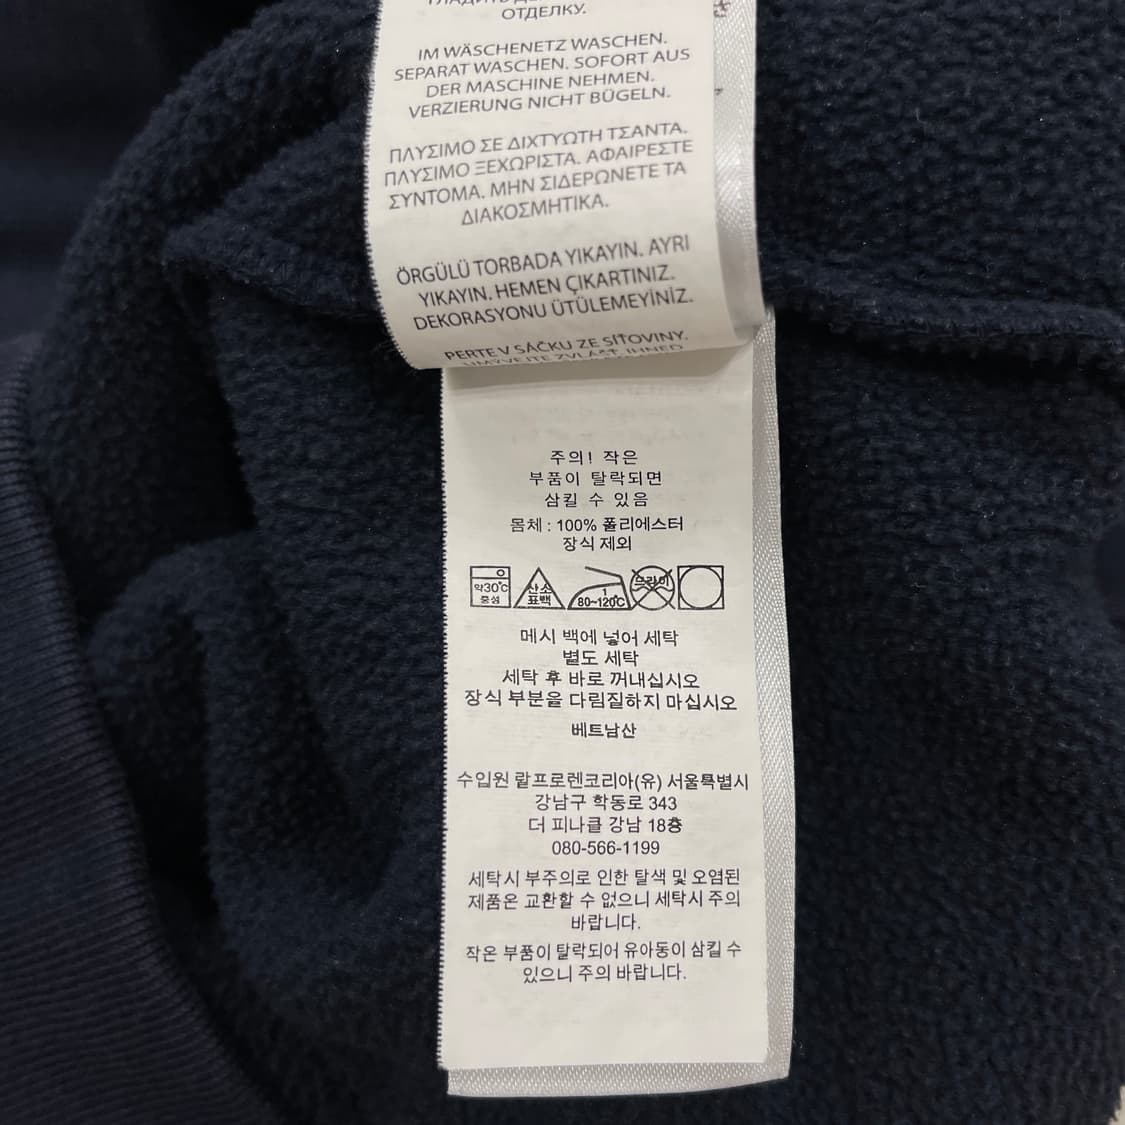 ОТДЕЛКУ.
IM WÄSCHENETZ WASCHEN.
SEPARAT WASCHEN. SOFORT AUS
DER MASCHINE NEHMEN.
VERZIERUNG NICHT BÜGELN.
ΠΛΥΣΙΜΟ ΣΕ ΔΙΧΤΥΩΤΗ ΤΣΑΝΤΑ.
ΠΛΥΣΙΜΟ ΞΕΧΩΡΙΣΤΑ. ΑΦΑΙΡΕΣΤΕ
ΣΥΝΤΟΜΑ. ΜΗΝ ΣΙΔΕΡΩΝΕΤΕ ΤΑ
ΔΙΑΚΟΣΜΗΤΙΚΑ.
ÖRGÜLÜ TORBADA YIKAYIN. AYRI
YIKAYIN. HEMEN ÇIKARTINIZ.
DEKORASYONU ÜTÜLEMEYİNİZ.
PERTE V SÁČKU ZE SÍŤOVINY.
UMÝVEJTE ZVLÁŠŤ. IHNED
주의! 작은
부품이 탈락되면
삼킬 수 있음
몸체 : 100% 폴리에스터
장식 제외
약30℃ 중성 산소 표백 1 80~120℃ 드라이
메시 백에 넣어 세탁
별도 세탁
세탁 후 바로 꺼내십시오
장식 부분을 다림질하지 마십시오
베트남산
수입원 랄프로렌코리아(유) 서울특별시
강남구 학동로 343
더 피나클 강남 18층
080-566-1199
세탁시 부주의로 인한 탈색 및 오염된
제품은 교환할 수 없으니 세탁시 주의
바랍니다.
작은 부품이 탈락되어 유아동이 삼킬 수
있으니 주의 바랍니다.